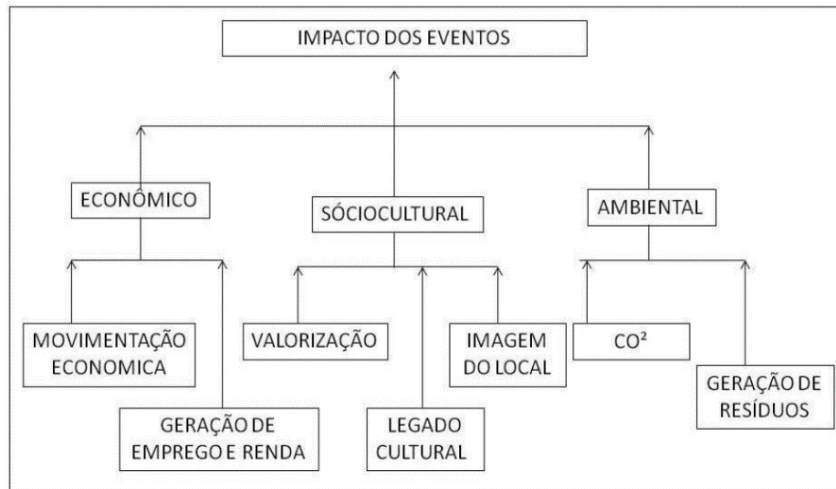 IMPACTO DOS EVENTOS
ECONÔMICO
SÓCIOCULTURAL
AMBIENTAL
MOVIMENTAÇÃO
ECONOMICA
VALORIZAÇÃO
IMAGEM
DO LOCAL
CO²
GERAÇÃO DE
RESÍDUOS
GERAÇÃO DE
EMPREGO E RENDA
LEGADO
CULTURAL